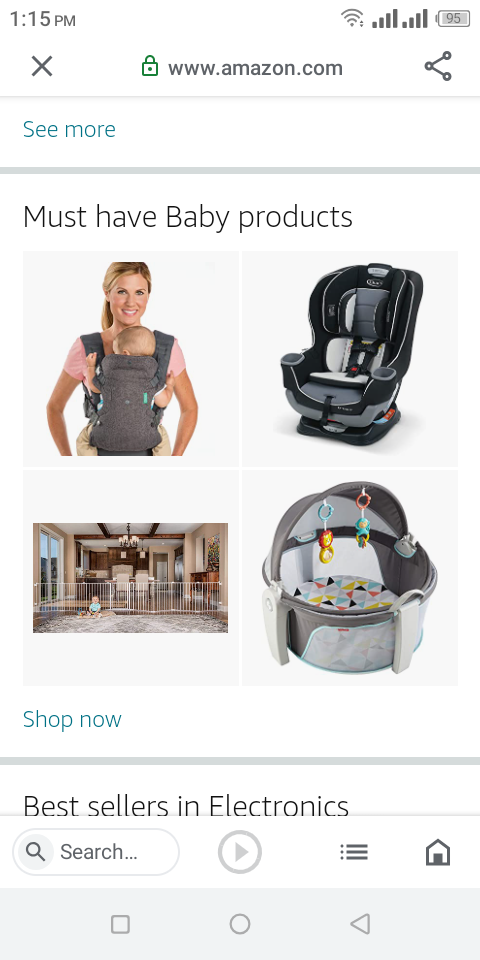 1:15 PM
95
www.amazon.com
See more
Must have Baby products
GRACO
Shop now
Best sellers in Electronics
Search...